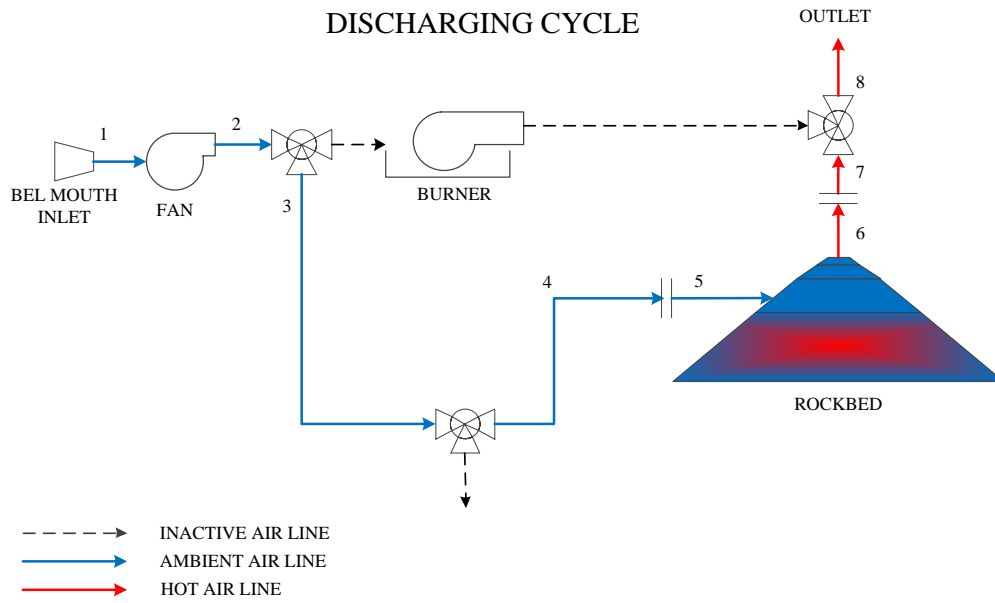 DISCHARGING CYCLE
OUTLET
8
1
2
BEL MOUTH
INLET
FAN
BURNER
7
3
6
4
5
ROCKBED
INACTIVE AIR LINE
AMBIENT AIR LINE
HOT AIR LINE